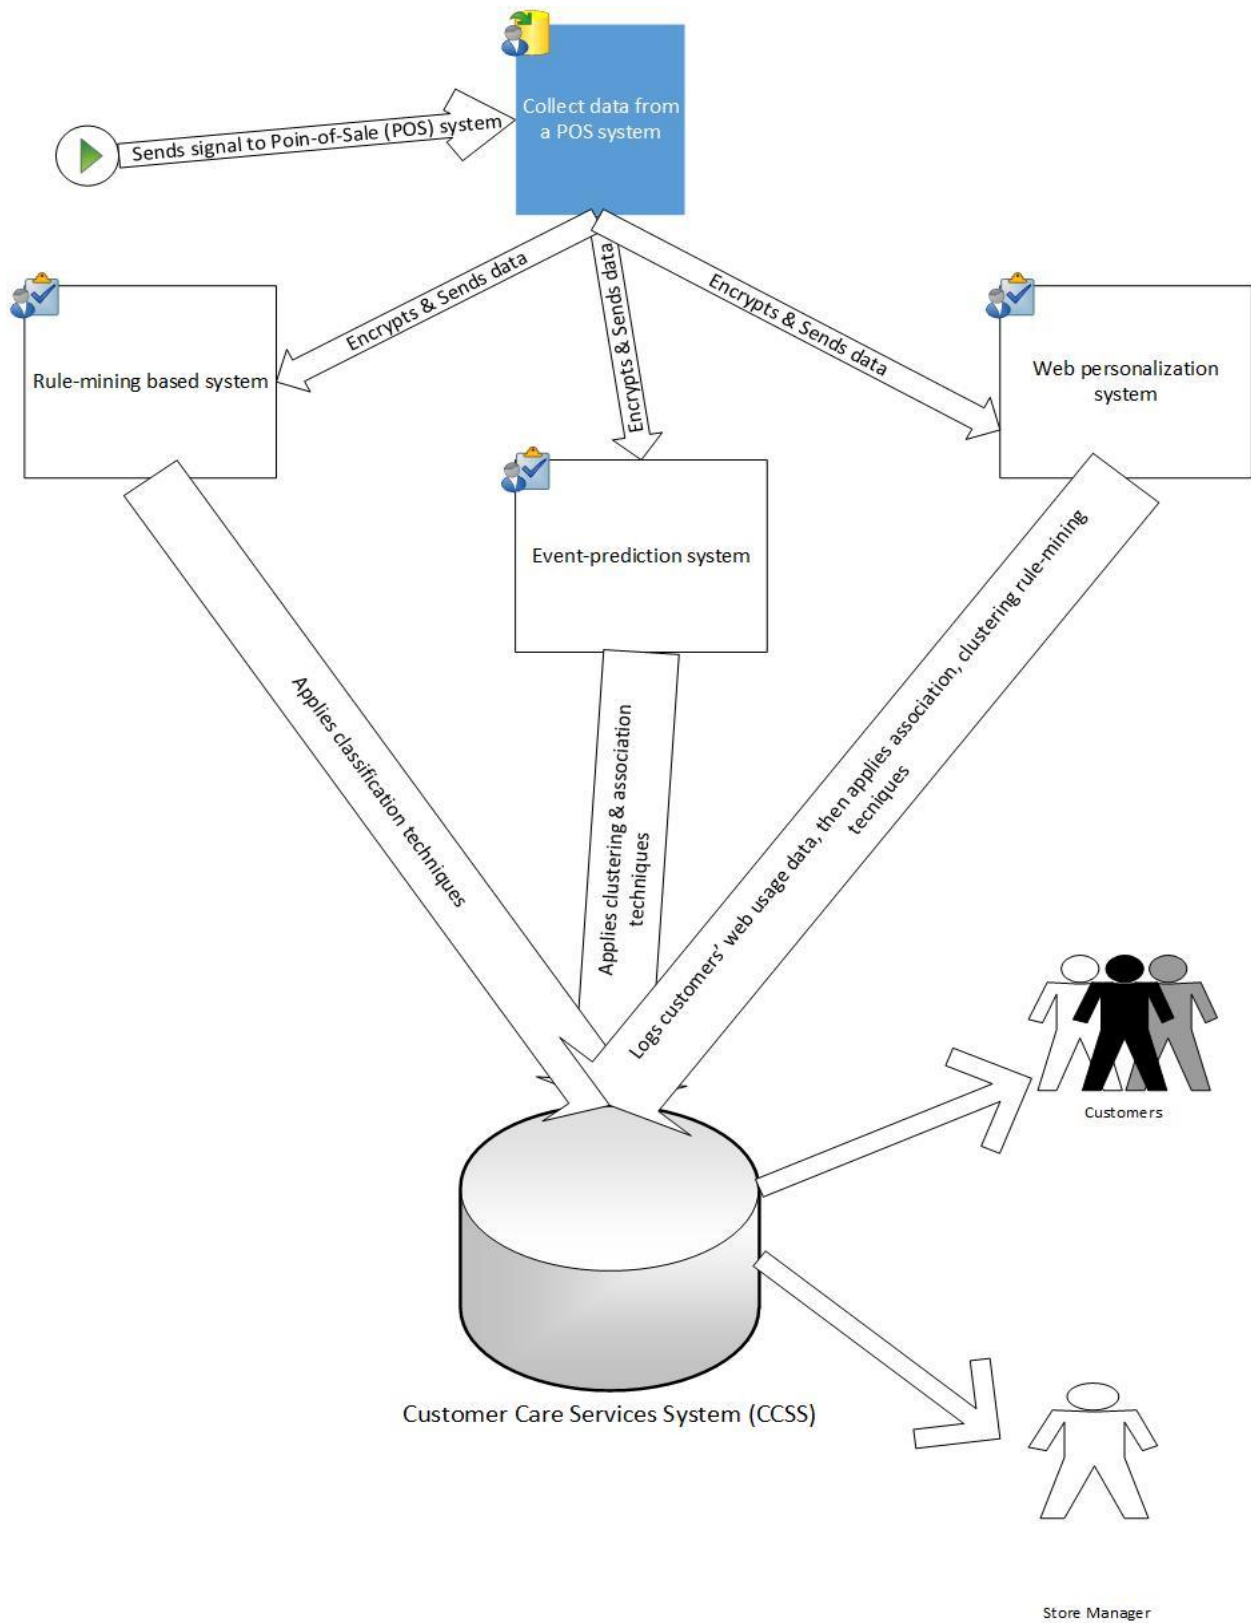 Collect data from
a POS system
Sends signal to Poin-of-Sale (POS) system
Encrypts & Sends data
Encrypts & Sends data
Encrypts & Sends data
Rule-mining based system
Web personalization
system
Event-prediction system
Applies classification techniques
Applies clustering & association
techniques
Logs customers’ web usage data, then applies association, clustering rule-mining
tecniques
Customers
Customer Care Services System (CCSS)
Store Manager